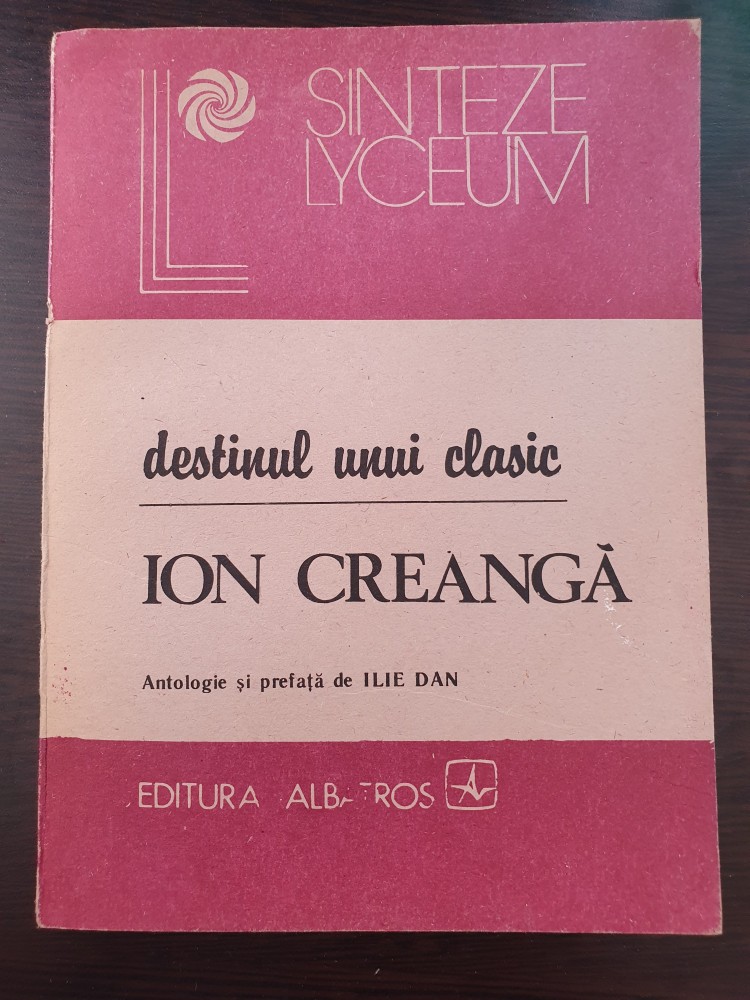 SINTEZE
LYCEUM
destinul unui clasic
ION CREANGĂ
Antologie și prefață de ILIE DAN
EDITURA ALBATROS